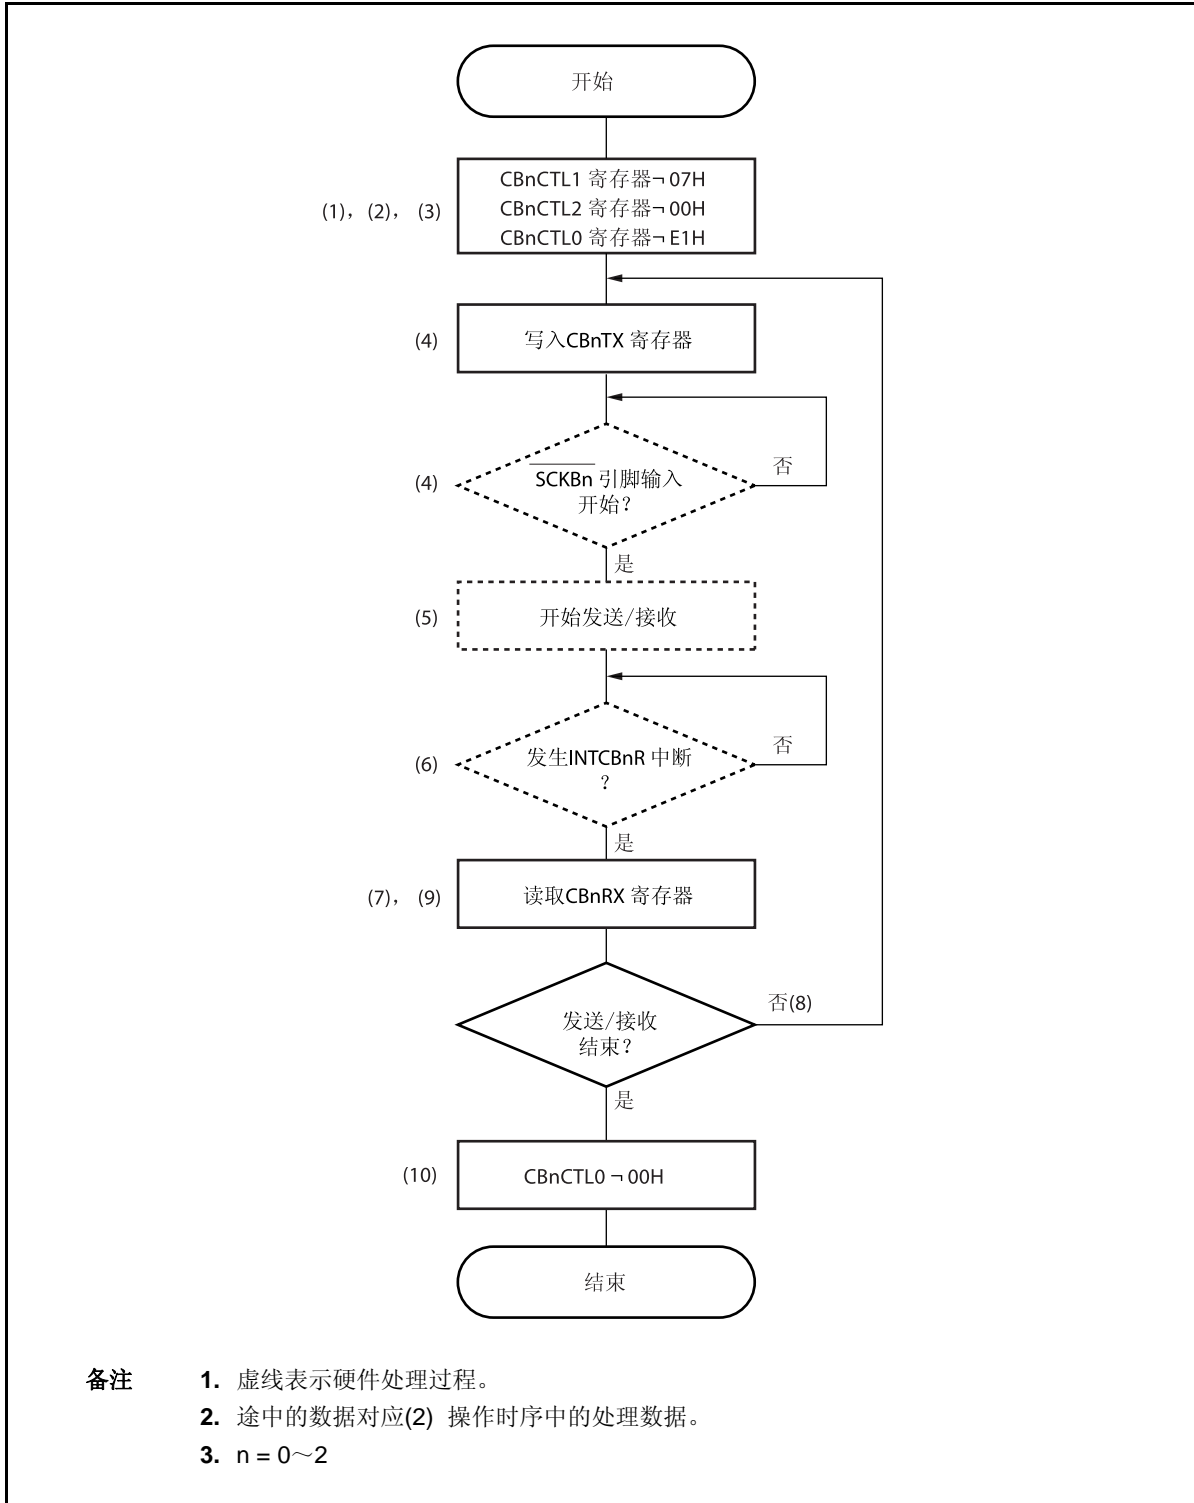 开始
(1)，(2)， (3)
CBnCTL1 寄存器¬ 07H
CBnCTL2 寄存器¬ 00H
CBnCTL0 寄存器¬ E1H
(4)
写入CBnTX 寄存器
(4)
SCKBn 引脚输入
开始？
否
是
(5)
开始发送/接收
(6)
发生INTCBnR 中断
？
否
是
(7)， (9)
读取CBnRX 寄存器
发送/接收
结束？
否(8)
是
(10)
CBnCTL0 ¬ 00H
结束
备注 1. 虚线表示硬件处理过程。
2. 途中的数据对应(2) 操作时序中的处理数据。
3. n = 0～2